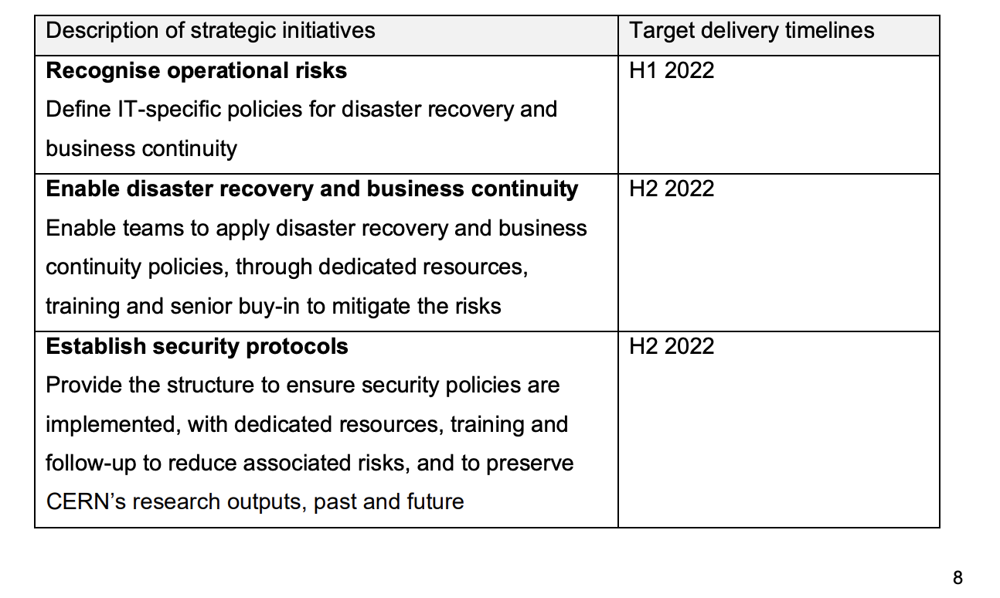 Description of strategic initiatives
Target delivery timelines
Recognise operational risks
H1 2022
Define IT-specific policies for disaster recovery and
business continuity
Enable disaster recovery and business continuity
H2 2022
Enable teams to apply disaster recovery and business
continuity policies, through dedicated resources,
training and senior buy-in to mitigate the risks
Establish security protocols
H2 2022
Provide the structure to ensure security policies are
implemented, with dedicated resources, training and
follow-up to reduce associated risks, and to preserve
CERN’s research outputs, past and future
8